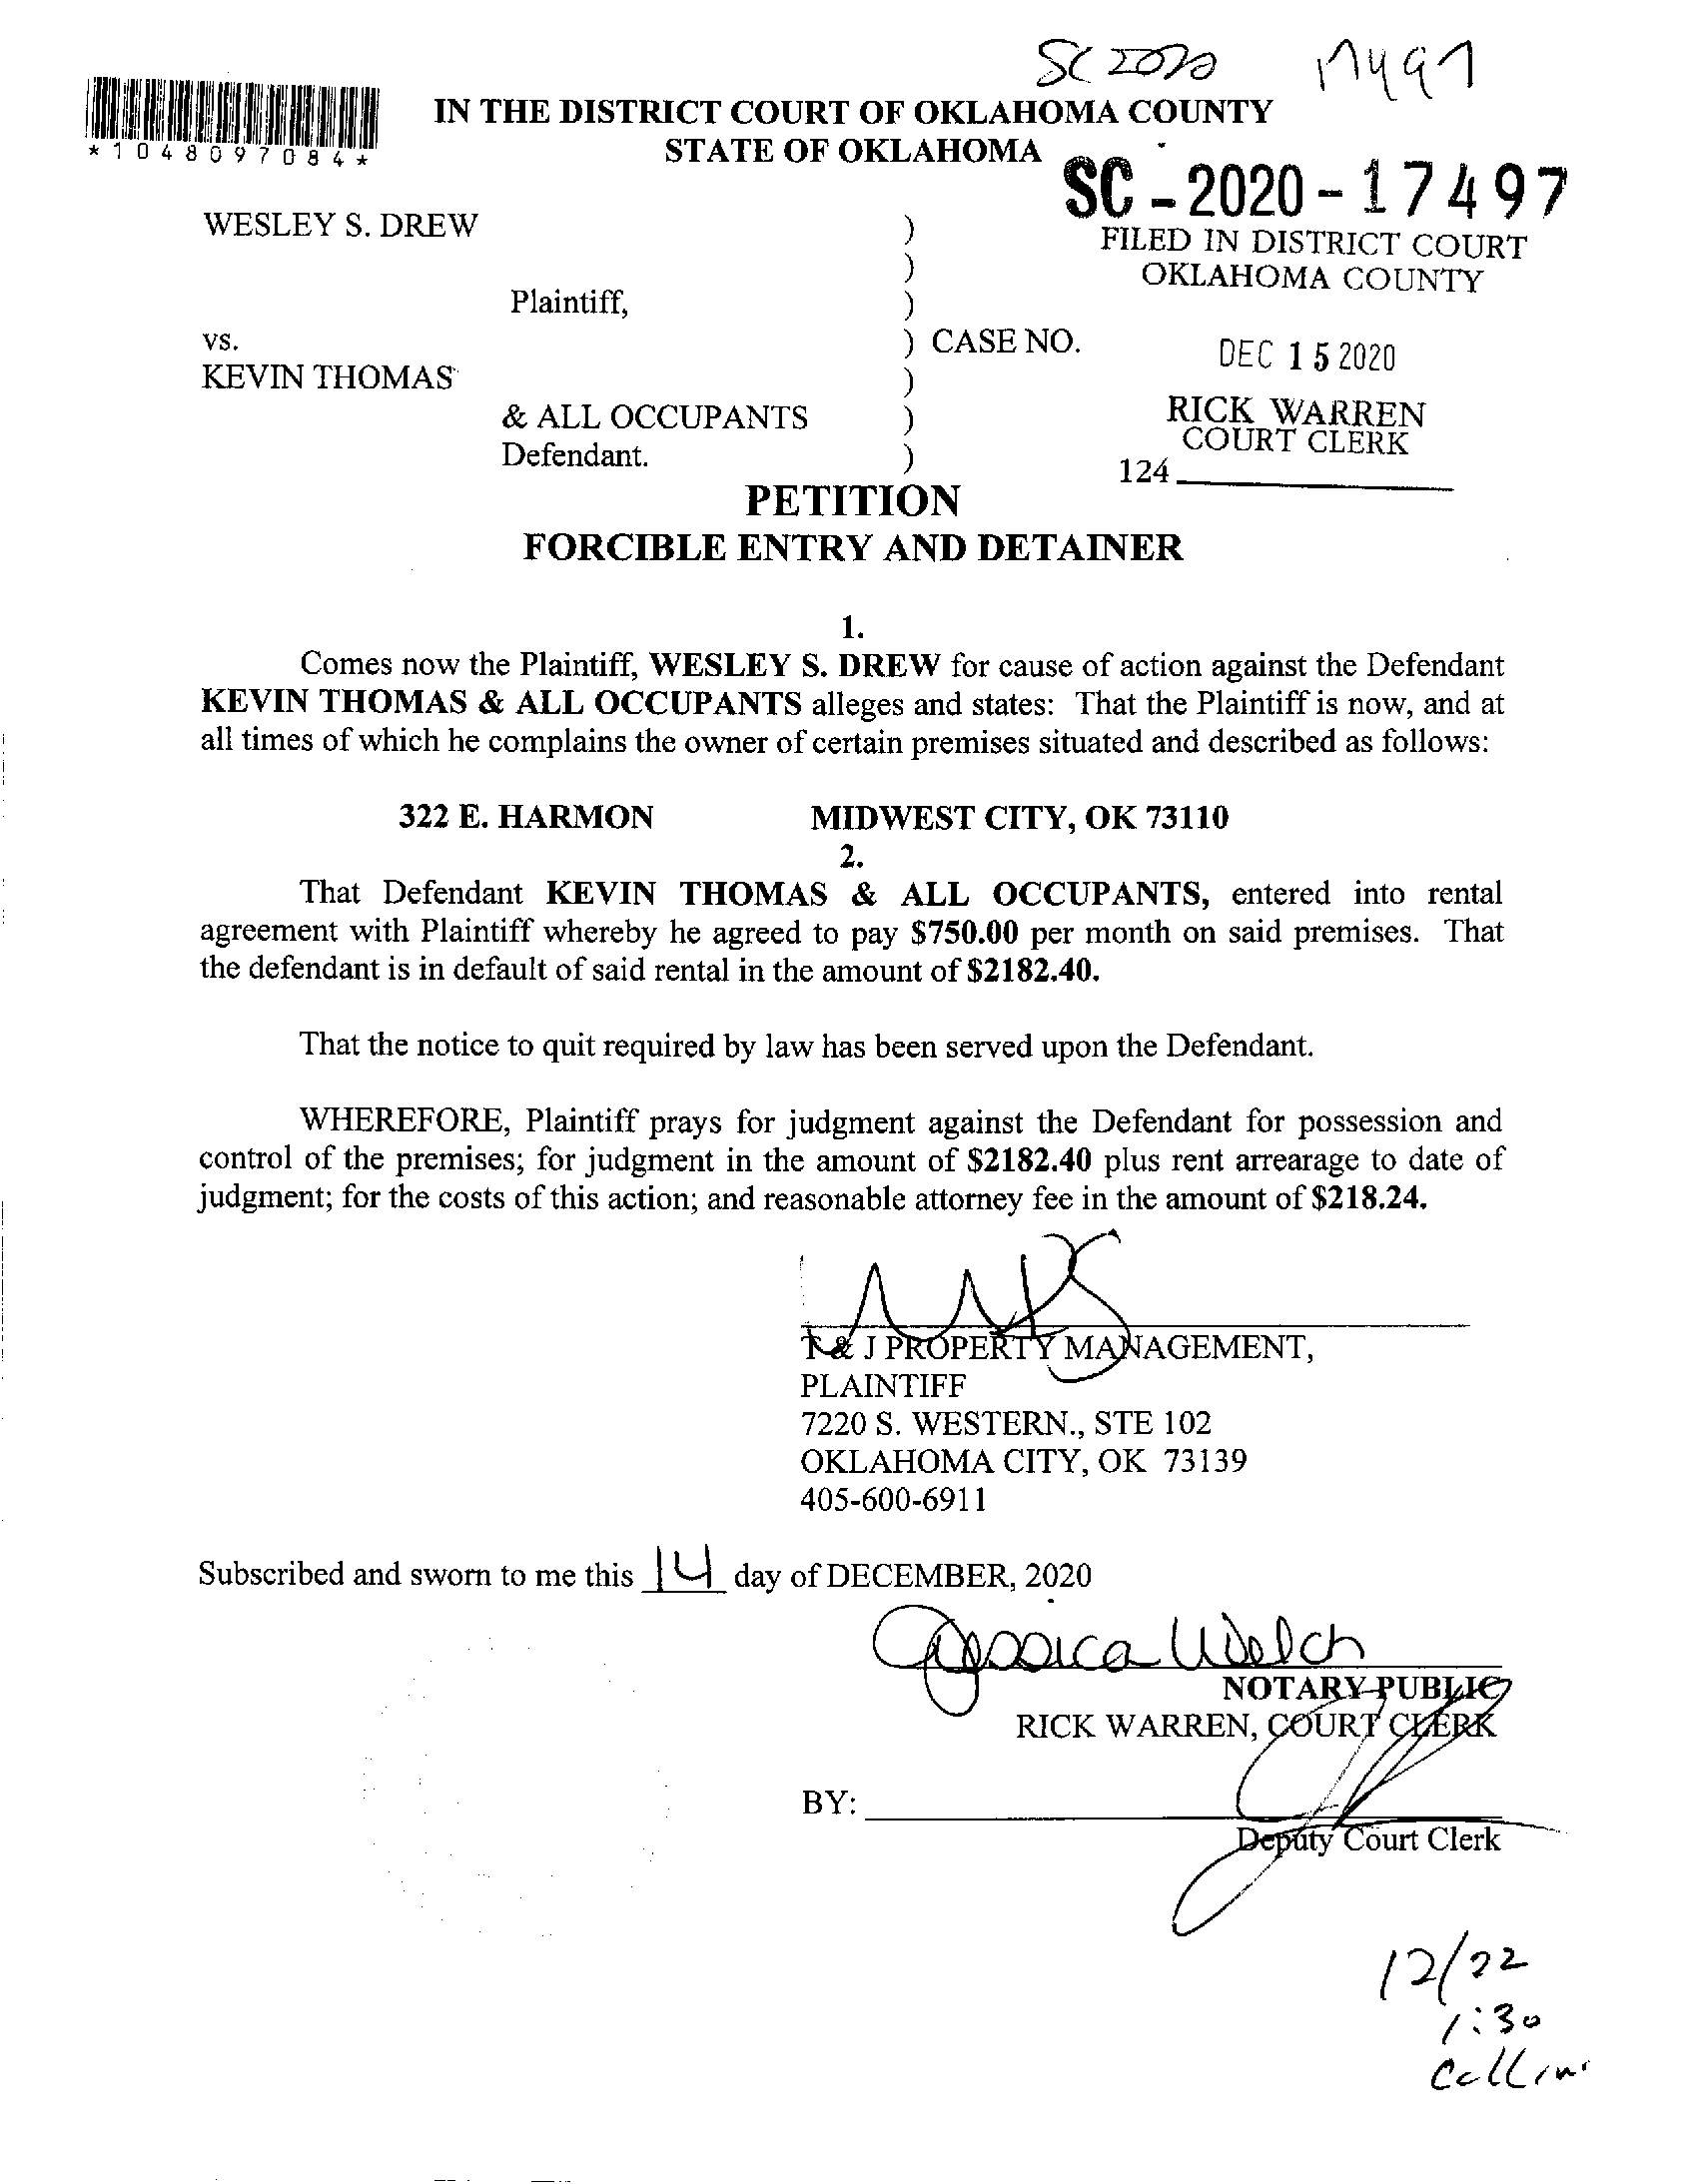 SC 2020 17497
*1048097084*
IN THE DISTRICT COURT OF OKLAHOMA COUNTY
STATE OF OKLAHOMA
SC-2020-17497
WESLEY S. DREW )
FILED IN DISTRICT COURT
)
OKLAHOMA COUNTY
Plaintiff, )
vs. ) CASE NO.
DEC 15 2020
KEVIN THOMAS )
& ALL OCCUPANTS )
RICK WARREN
COURT CLERK
Defendant. )
124
PETITION
FORCIBLE ENTRY AND DETAINER
1.
Comes now the Plaintiff, WESLEY S. DREW for cause of action against the Defendant
KEVIN THOMAS & ALL OCCUPANTS alleges and states: That the Plaintiff is now, and at
all times of which he complains the owner of certain premises situated and described as follows:
322 E. HARMON MIDWEST CITY, OK 73110
2.
That Defendant KEVIN THOMAS & ALL OCCUPANTS, entered into rental
agreement with Plaintiff whereby he agreed to pay $750.00 per month on said premises. That
the defendant is in default of said rental in the amount of $2182.40.
That the notice to quit required by law has been served upon the Defendant.
WHEREFORE, Plaintiff prays for judgment against the Defendant for possession and
control of the premises; for judgment in the amount of $2182.40 plus rent arrearage to date of
judgment; for the costs of this action; and reasonable attorney fee in the amount of $218.24.
T & J PROPERTY MANAGEMENT,
PLAINTIFF
7220 S. WESTERN., STE 102
OKLAHOMA CITY, OK 73139
405-600-6911
Subscribed and sworn to me this 14 day of DECEMBER, 2020
Jessica Welch
NOTARY PUBLIC
RICK WARREN, COURT CLERK
BY:
Deputy Court Clerk
12/22
1:30
Collins